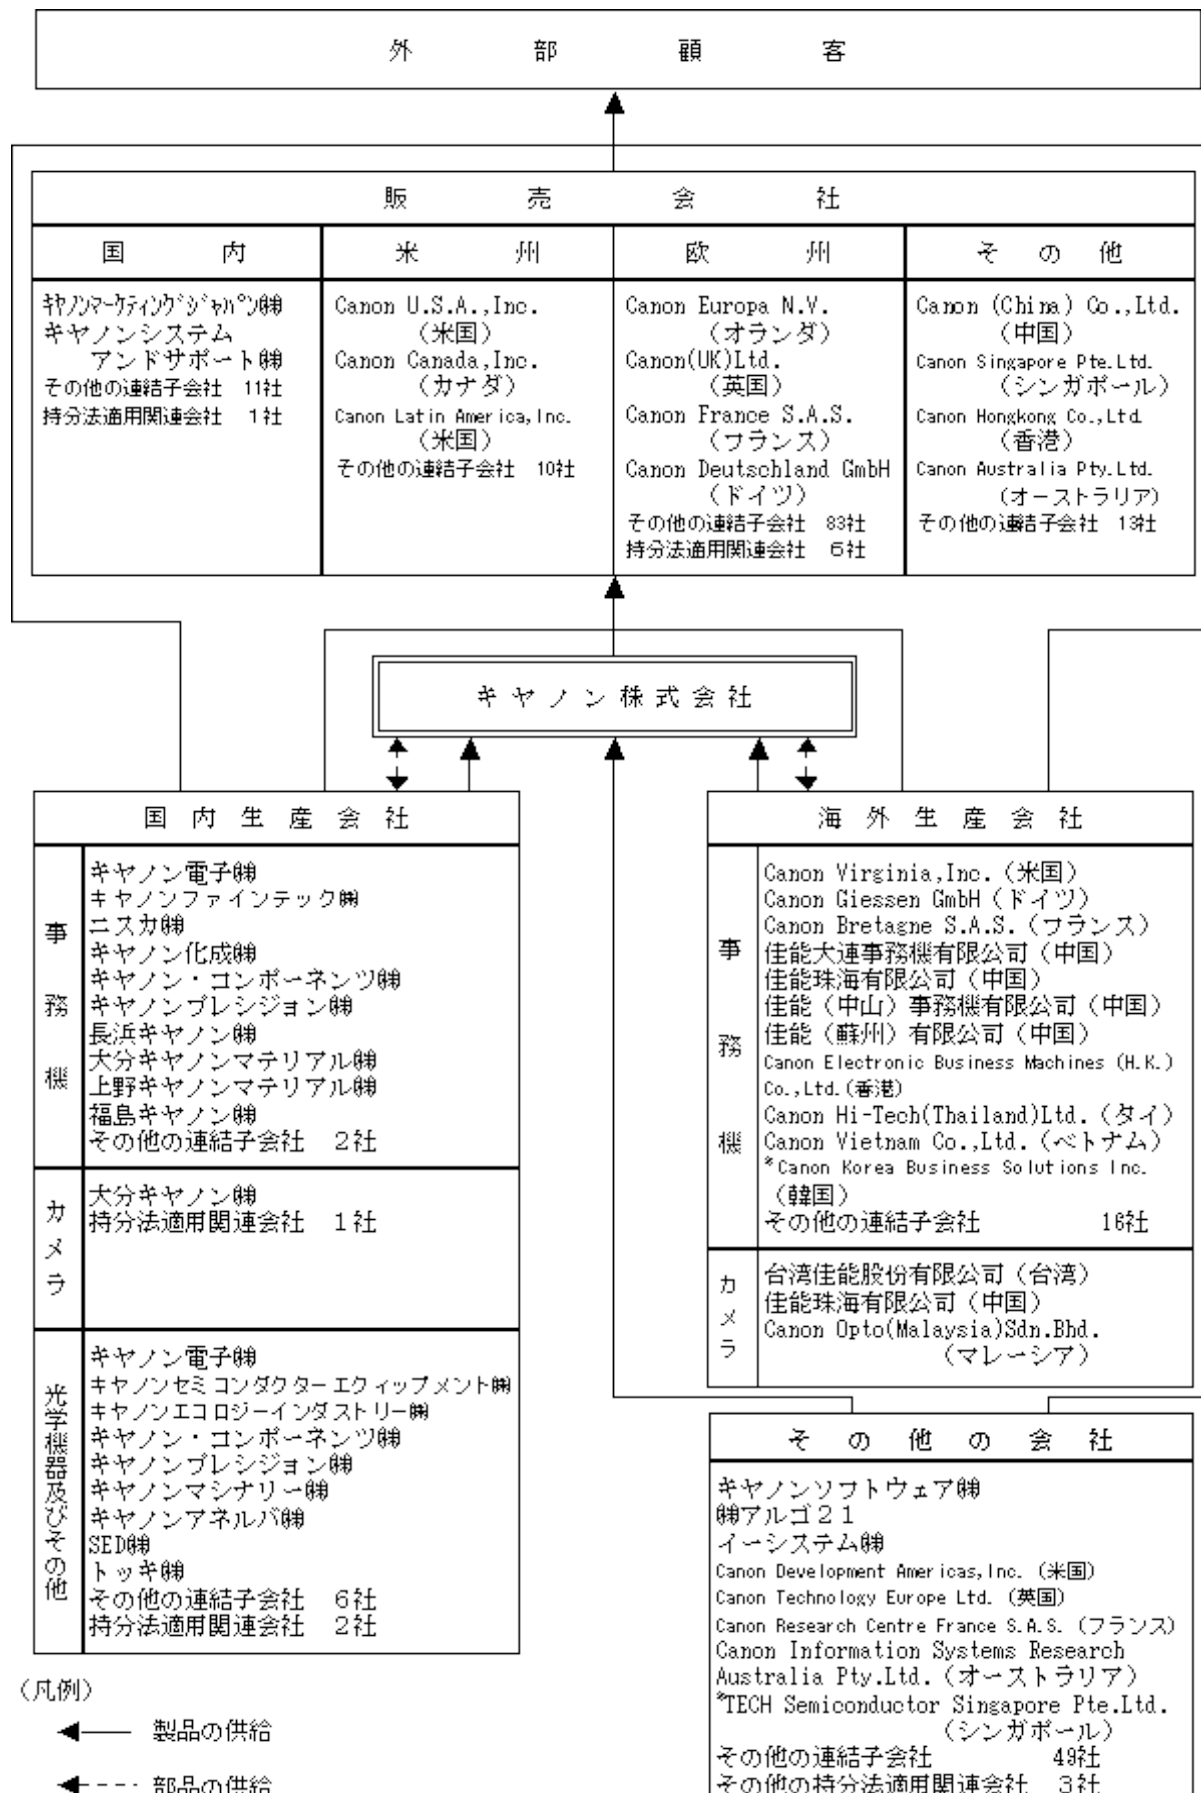 外部顧客
販売会社
国内
米州
欧州
その他
ｷﾔﾉﾝﾏｰｹﾃｨﾝｸﾞｼﾞｬﾊﾟﾝ㈱
キヤノンシステム
アンドサポート㈱
その他の連結子会社 11社
持分法適用関連会社 1社
Canon U.S.A.,Inc.
（米国）
Canon Canada,Inc.
（カナダ）
Canon Latin America,Inc.
（米国）
その他の連結子会社 10社
Canon Europa N.V.
（オランダ）
Canon(UK)Ltd.
（英国）
Canon France S.A.S.
（フランス）
Canon Deutschland GmbH
（ドイツ）
その他の連結子会社 83社
持分法適用関連会社 6社
Canon (China) Co.,Ltd.
（中国）
Canon Singapore Pte.Ltd.
（シンガポール）
Canon Hongkong Co.,Ltd
（香港）
Canon Australia Pty.Ltd.
（オーストラリア）
その他の連結子会社 13社
キヤノン株式会社
国内生産会社
事務機
キヤノン電子㈱
キヤノンファインテック㈱
ニスカ㈱
キヤノン化成㈱
キヤノン・コンポーネンツ㈱
キヤノンプレシジョン㈱
長浜キヤノン㈱
大分キヤノンマテリアル㈱
上野キヤノンマテリアル㈱
福島キヤノン㈱
その他の連結子会社 2社
カメラ
大分キヤノン㈱
持分法適用関連会社 1社
光学機器及びその他
キヤノン電子㈱
キヤノンセミコンダクターエクィップメント㈱
キヤノンエコロジーインダストリー㈱
キヤノン・コンポーネンツ㈱
キヤノンプレシジョン㈱
キヤノンマシナリー㈱
キヤノンアネルバ㈱
SED㈱
トッキ㈱
その他の連結子会社 6社
持分法適用関連会社 2社
海外生産会社
事務機
Canon Virginia,Inc.（米国）
Canon Giessen GmbH（ドイツ）
Canon Bretagne S.A.S.（フランス）
佳能大連事務機有限公司（中国）
佳能珠海有限公司（中国）
佳能（中山）事務機有限公司（中国）
佳能（蘇州）有限公司（中国）
Canon Electronic Business Machines (H.K.)
Co.,Ltd.（香港）
Canon Hi-Tech(Thailand)Ltd.（タイ）
Canon Vietnam Co.,Ltd.（ベトナム）
*Canon Korea Business Solutions Inc.
（韓国）
その他の連結子会社 16社
カメラ
台湾佳能股份有限公司（台湾）
佳能珠海有限公司（中国）
Canon Opto(Malaysia)Sdn.Bhd.
（マレーシア）
その他の会社
キヤノンソフトウェア㈱
㈱アルゴ２１
イーシステム㈱
Canon Development Americas,Inc.（米国）
Canon Technology Europe Ltd.（英国）
Canon Research Centre France S.A.S.（フランス）
Canon Information Systems Research
Australia Pty.Ltd.（オーストラリア）
*TECH Semiconductor Singapore Pte.Ltd.
（シンガポール）
その他の連結子会社 49社
その他の持分法適用関連会社 3社
（凡例）
製品の供給
部品の供給